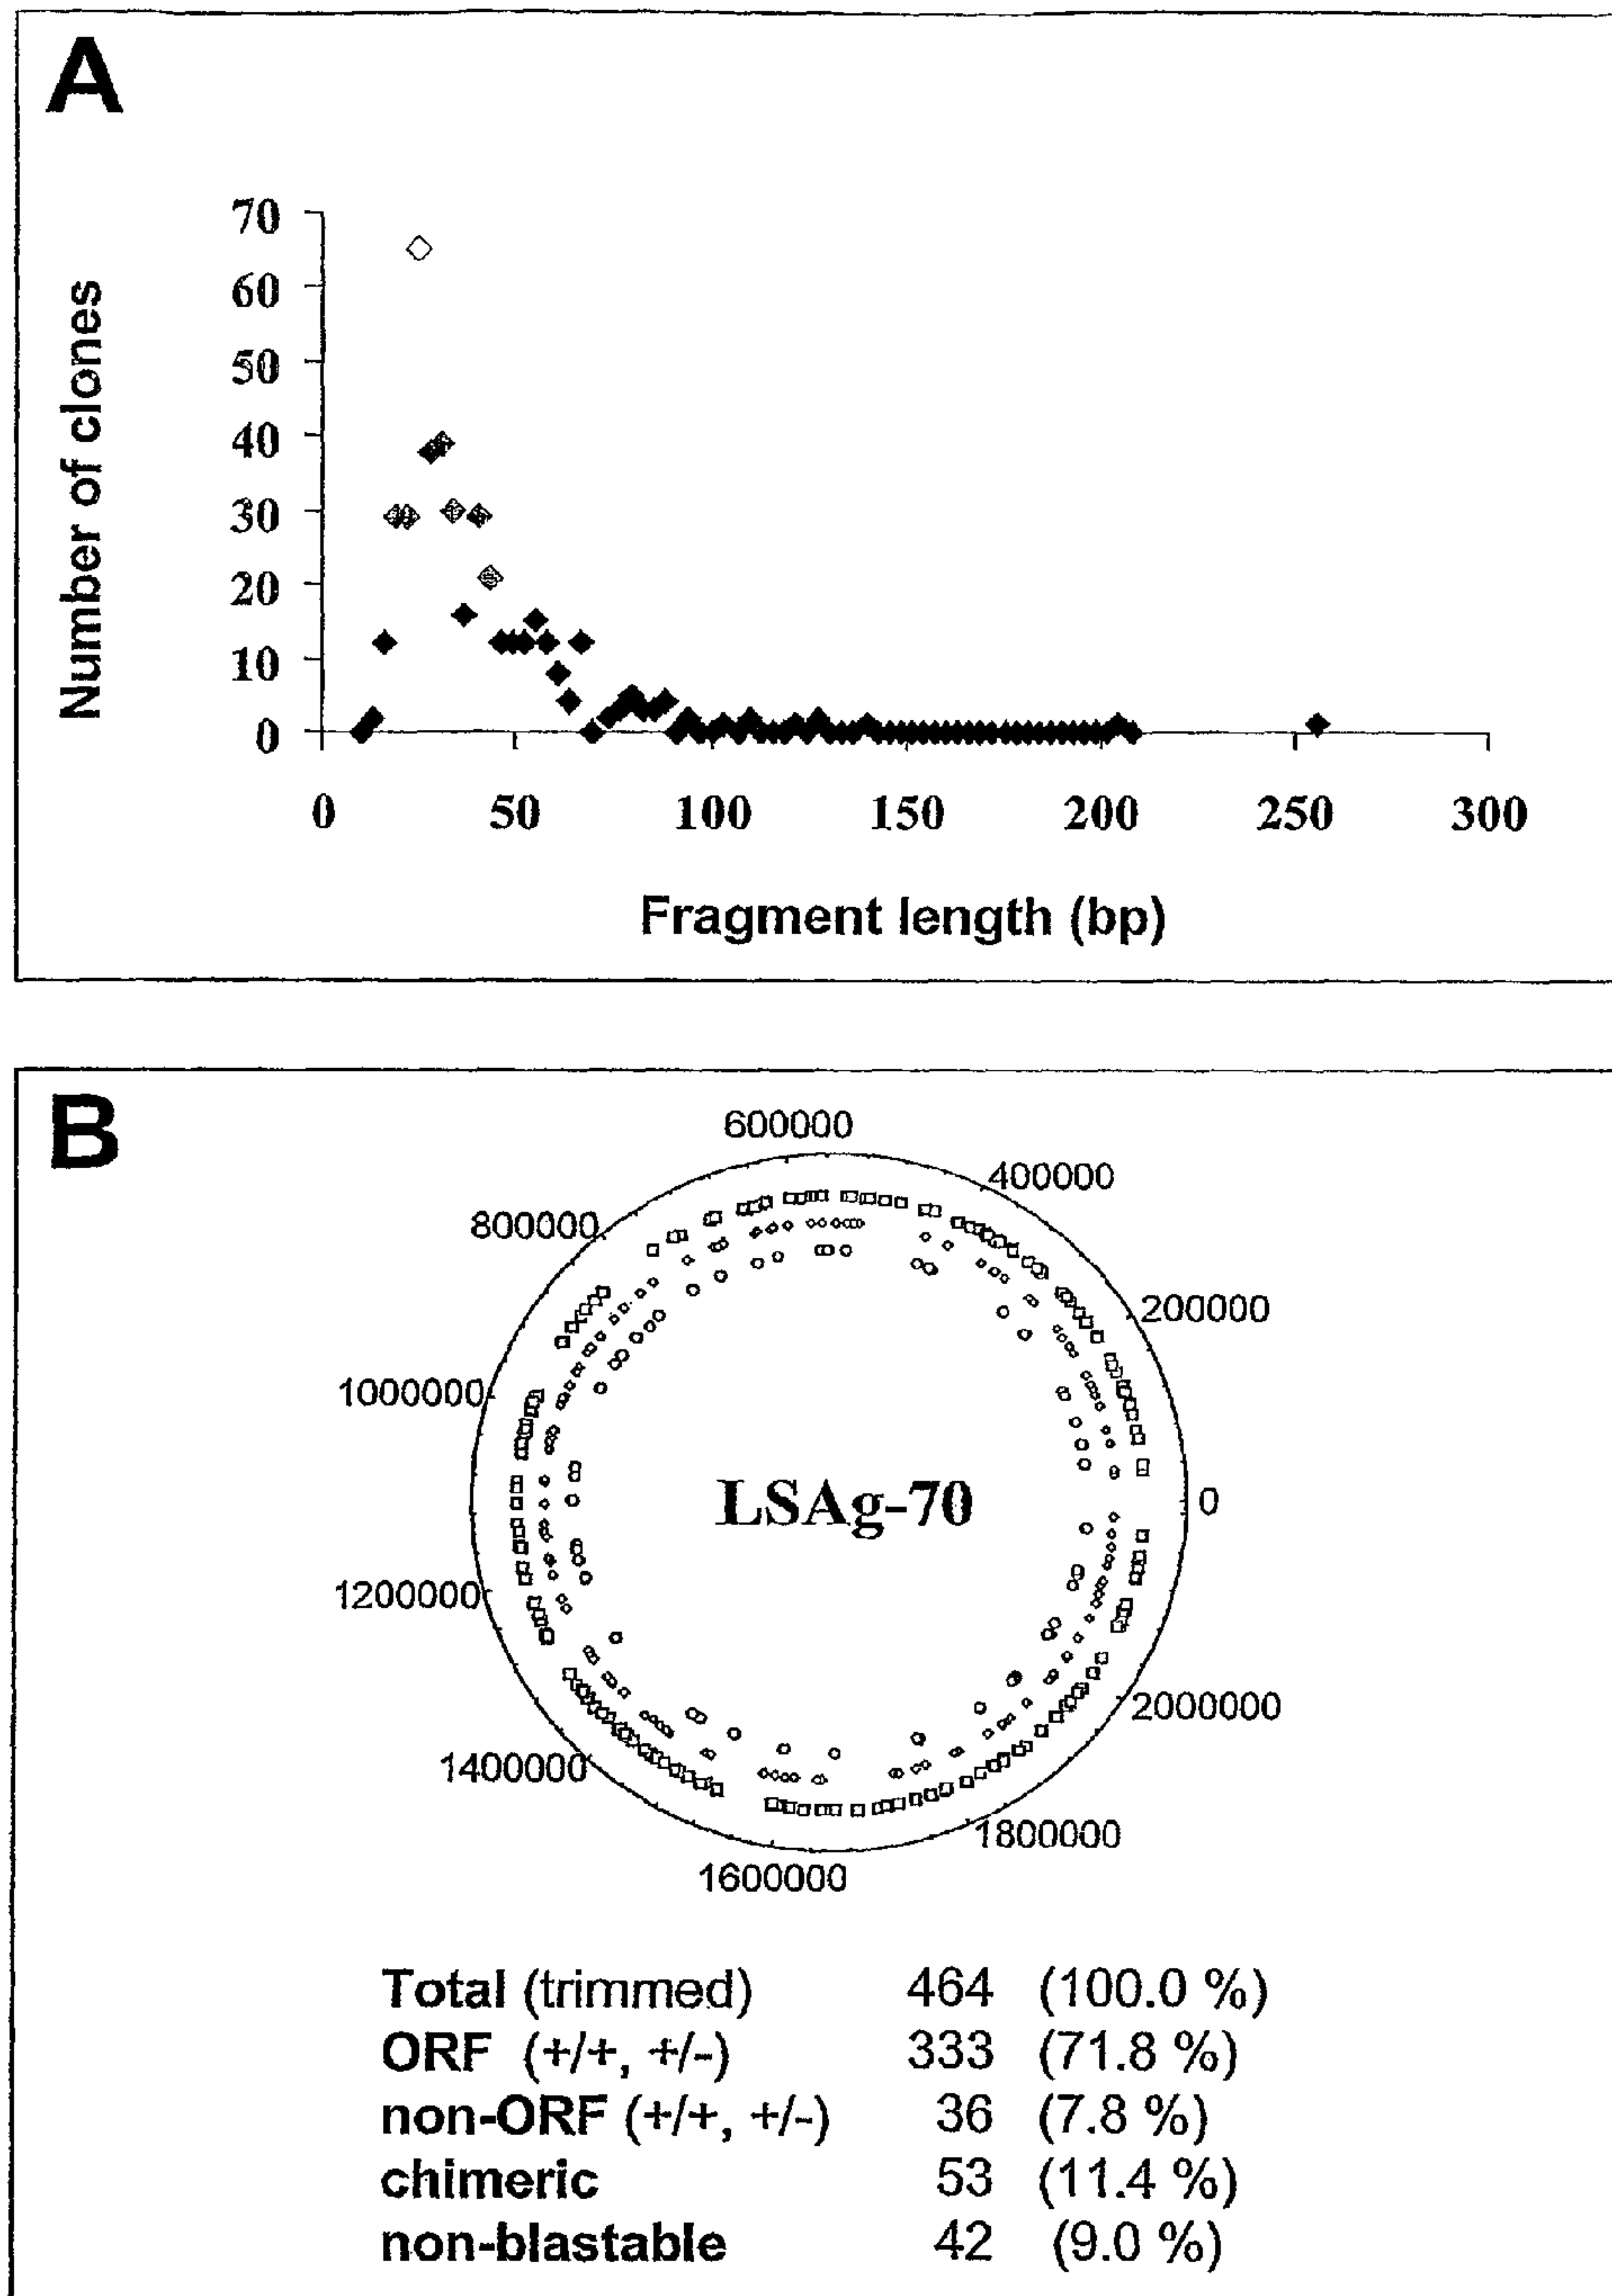 A
70
60
50
40
30
20
10
0
Number of clones
0 50 100 150 200 250 300
Fragment length (bp)
B
600000
400000
800000
200000
1000000
LSAg-70
0
1200000
2000000
1400000
1800000
1600000
Total (trimmed) 464 (100.0 %)
ORF (+/+, +/-) 333 (71.8 %)
non-ORF (+/+, +/-) 36 (7.8 %)
chimeric 53 (11.4 %)
non-blastable 42 (9.0 %)